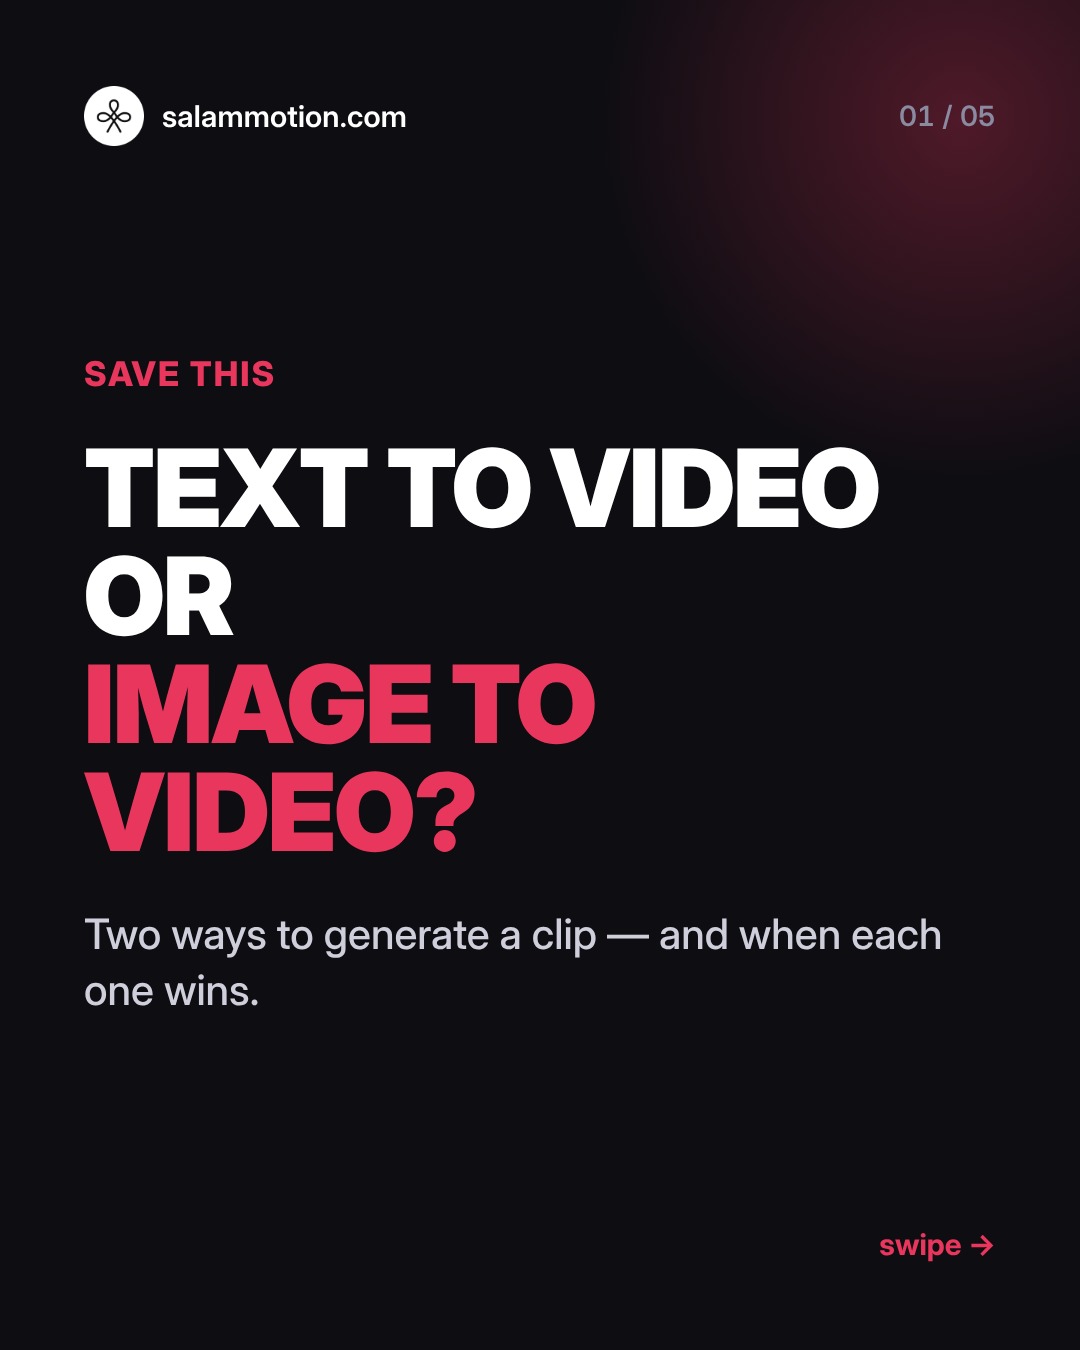 salammotion.com
01 / 05
SAVE THIS
TEXT TO VIDEO
OR
IMAGE TO
VIDEO?
Two ways to generate a clip — and when each
one wins.
swipe →